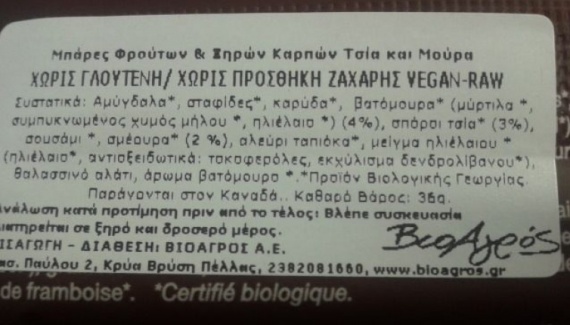 Μπάρες Φρούτων & Ξηρών Καρπών Τσία και Μούρα
ΧΩΡΙΣ ΓΛΟΥΤΕΝΗ/ ΧΩΡΙΣ ΠΡΟΣΘΗΚΗ ΖΑΧΑΡΗΣ VEGAN-RAW
Συστατικά: Αμύγδαλα*, σταφίδες*, καρύδα*, βατόμουρα* (μύρτιλα *,
συμπυκνωμένος χυμός μήλου *, ηλιέλαιο *) (4%), σπόροι τσία* (3%),
σουσάμι *, σμέουρα* (2 %), αλεύρι ταπιόκα*, μείγμα ηλιέλαιου *
(ηλιέλαιο*, αντιοξειδωτικά: τοκοφερόλες, εκχύλισμα δενδρολίβανου*),
θαλασσινό αλάτι, άρωμα βατόμουρο *.*Προϊόν Βιολογικής Γεωργίας.
Παράγονται στον Καναδά.. Καθαρό Βάρος: 36g.
Ανάλωση κατά προτίμηση πριν από το τέλος: Βλέπε συσκευασία
Διατηρείται σε ξηρό και δροσερό μέρος.
ΕΙΣΑΓΩΓΗ - ΔΙΑΘΕΣΗ: ΒΙΟΑΓΡΟΣ Α.Ε.
ΒιοΑγρός
Παύλου 2, Κρύα Βρύση Πέλλας, 2382081660, www.bioagros.gr
de framboise*. *Certifié biologique.